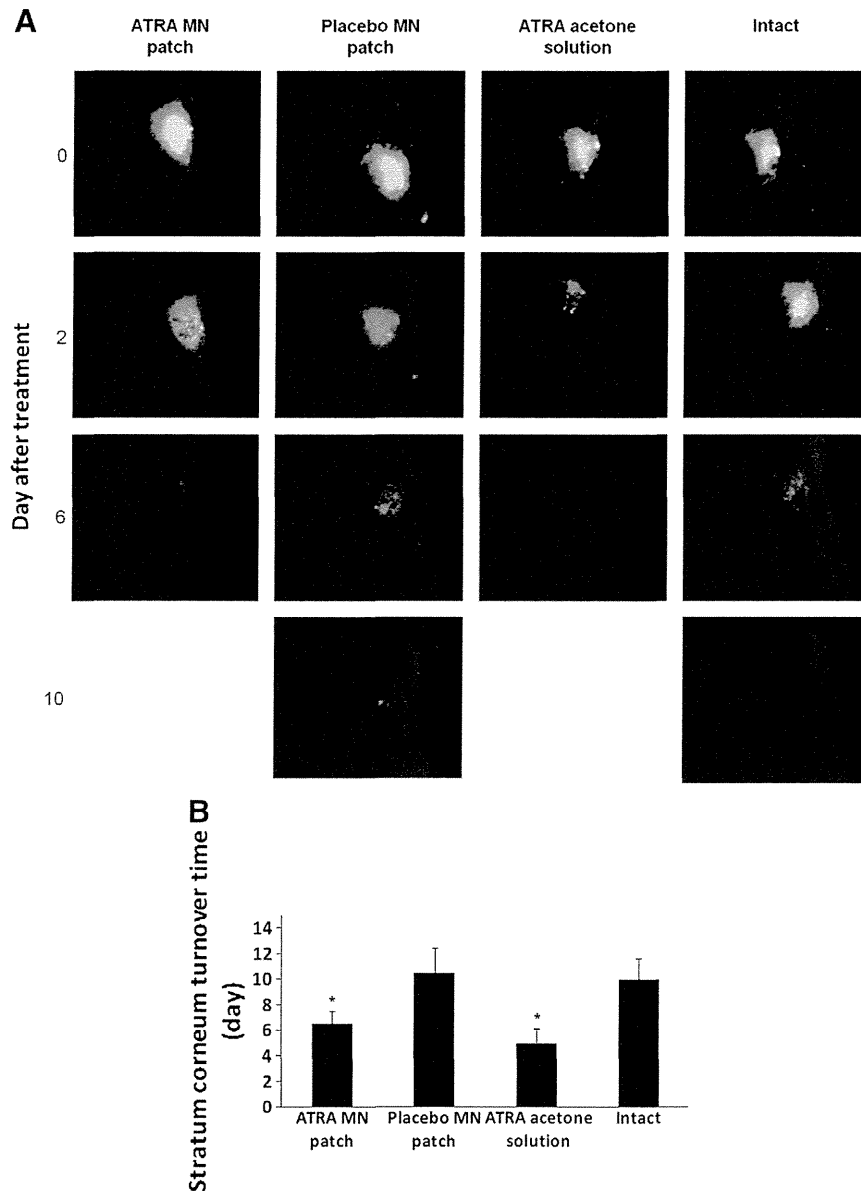 A
ATRA MN
patch
Placebo MN
patch
ATRA acetone
solution
Intact
Day after treatment
0
2
6
10
B
Stratum corneum turnover time
(day)
14
12
10
8
6
4
2
0
*
*
ATRA MN
patch
Placebo MN
patch
ATRA acetone
solution
Intact